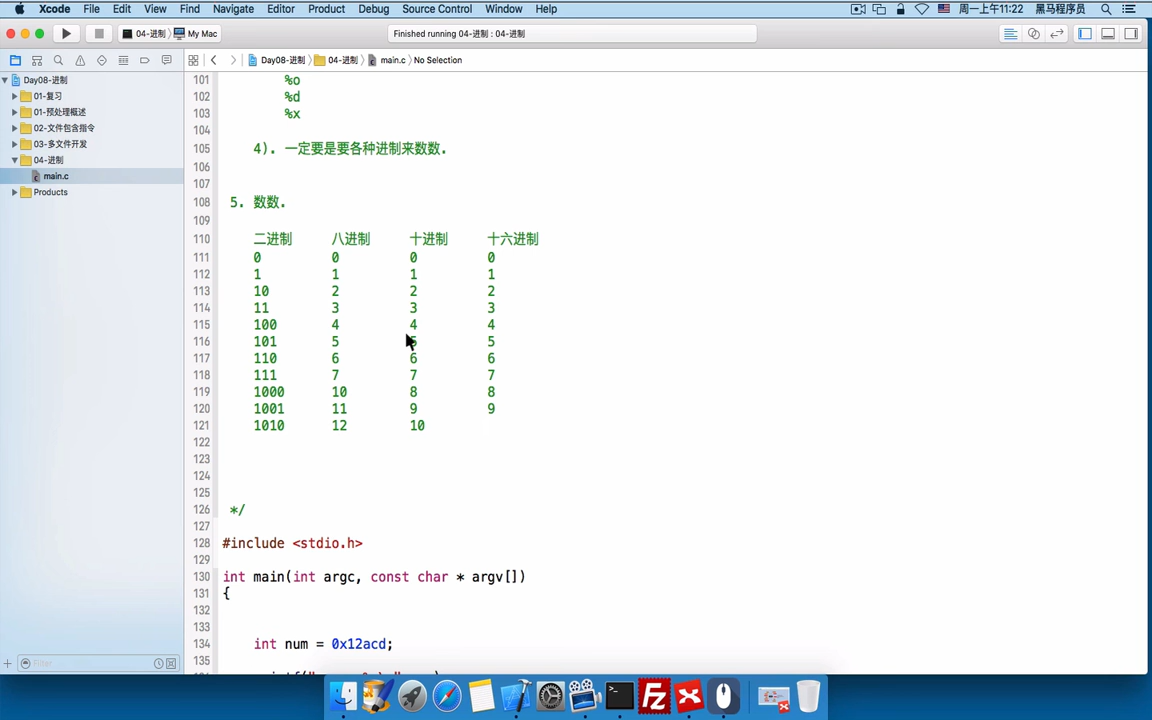 Xcode File Edit View Find Navigate Editor Product Debug Source Control Window Help 周一上午11:22 黑马程序员
04-进制 My Mac Finished running 04-进制 : 04-进制
Day08-进制 04-进制 main.c No Selection
Day08-进制
01-复习
01-预处理概述
02-文件包含指令
03-多文件开发
04-进制
main.c
Products
Filter
101 %o
102 %d
103 %x
104
105 4). 一定要是要各种进制来数数.
106
107
108 5. 数数.
109
110 二进制 八进制 十进制 十六进制
111 0 0 0 0
112 1 1 1 1
113 10 2 2 2
114 11 3 3 3
115 100 4 4 4
116 101 5 5 5
117 110 6 6 6
118 111 7 7 7
119 1000 10 8 8
120 1001 11 9 9
121 1010 12 10
122
123
124
125
126 */
127
128 #include <stdio.h>
129
130 int main(int argc, const char * argv[])
131 {
132
133
134 int num = 0x12acd;
135